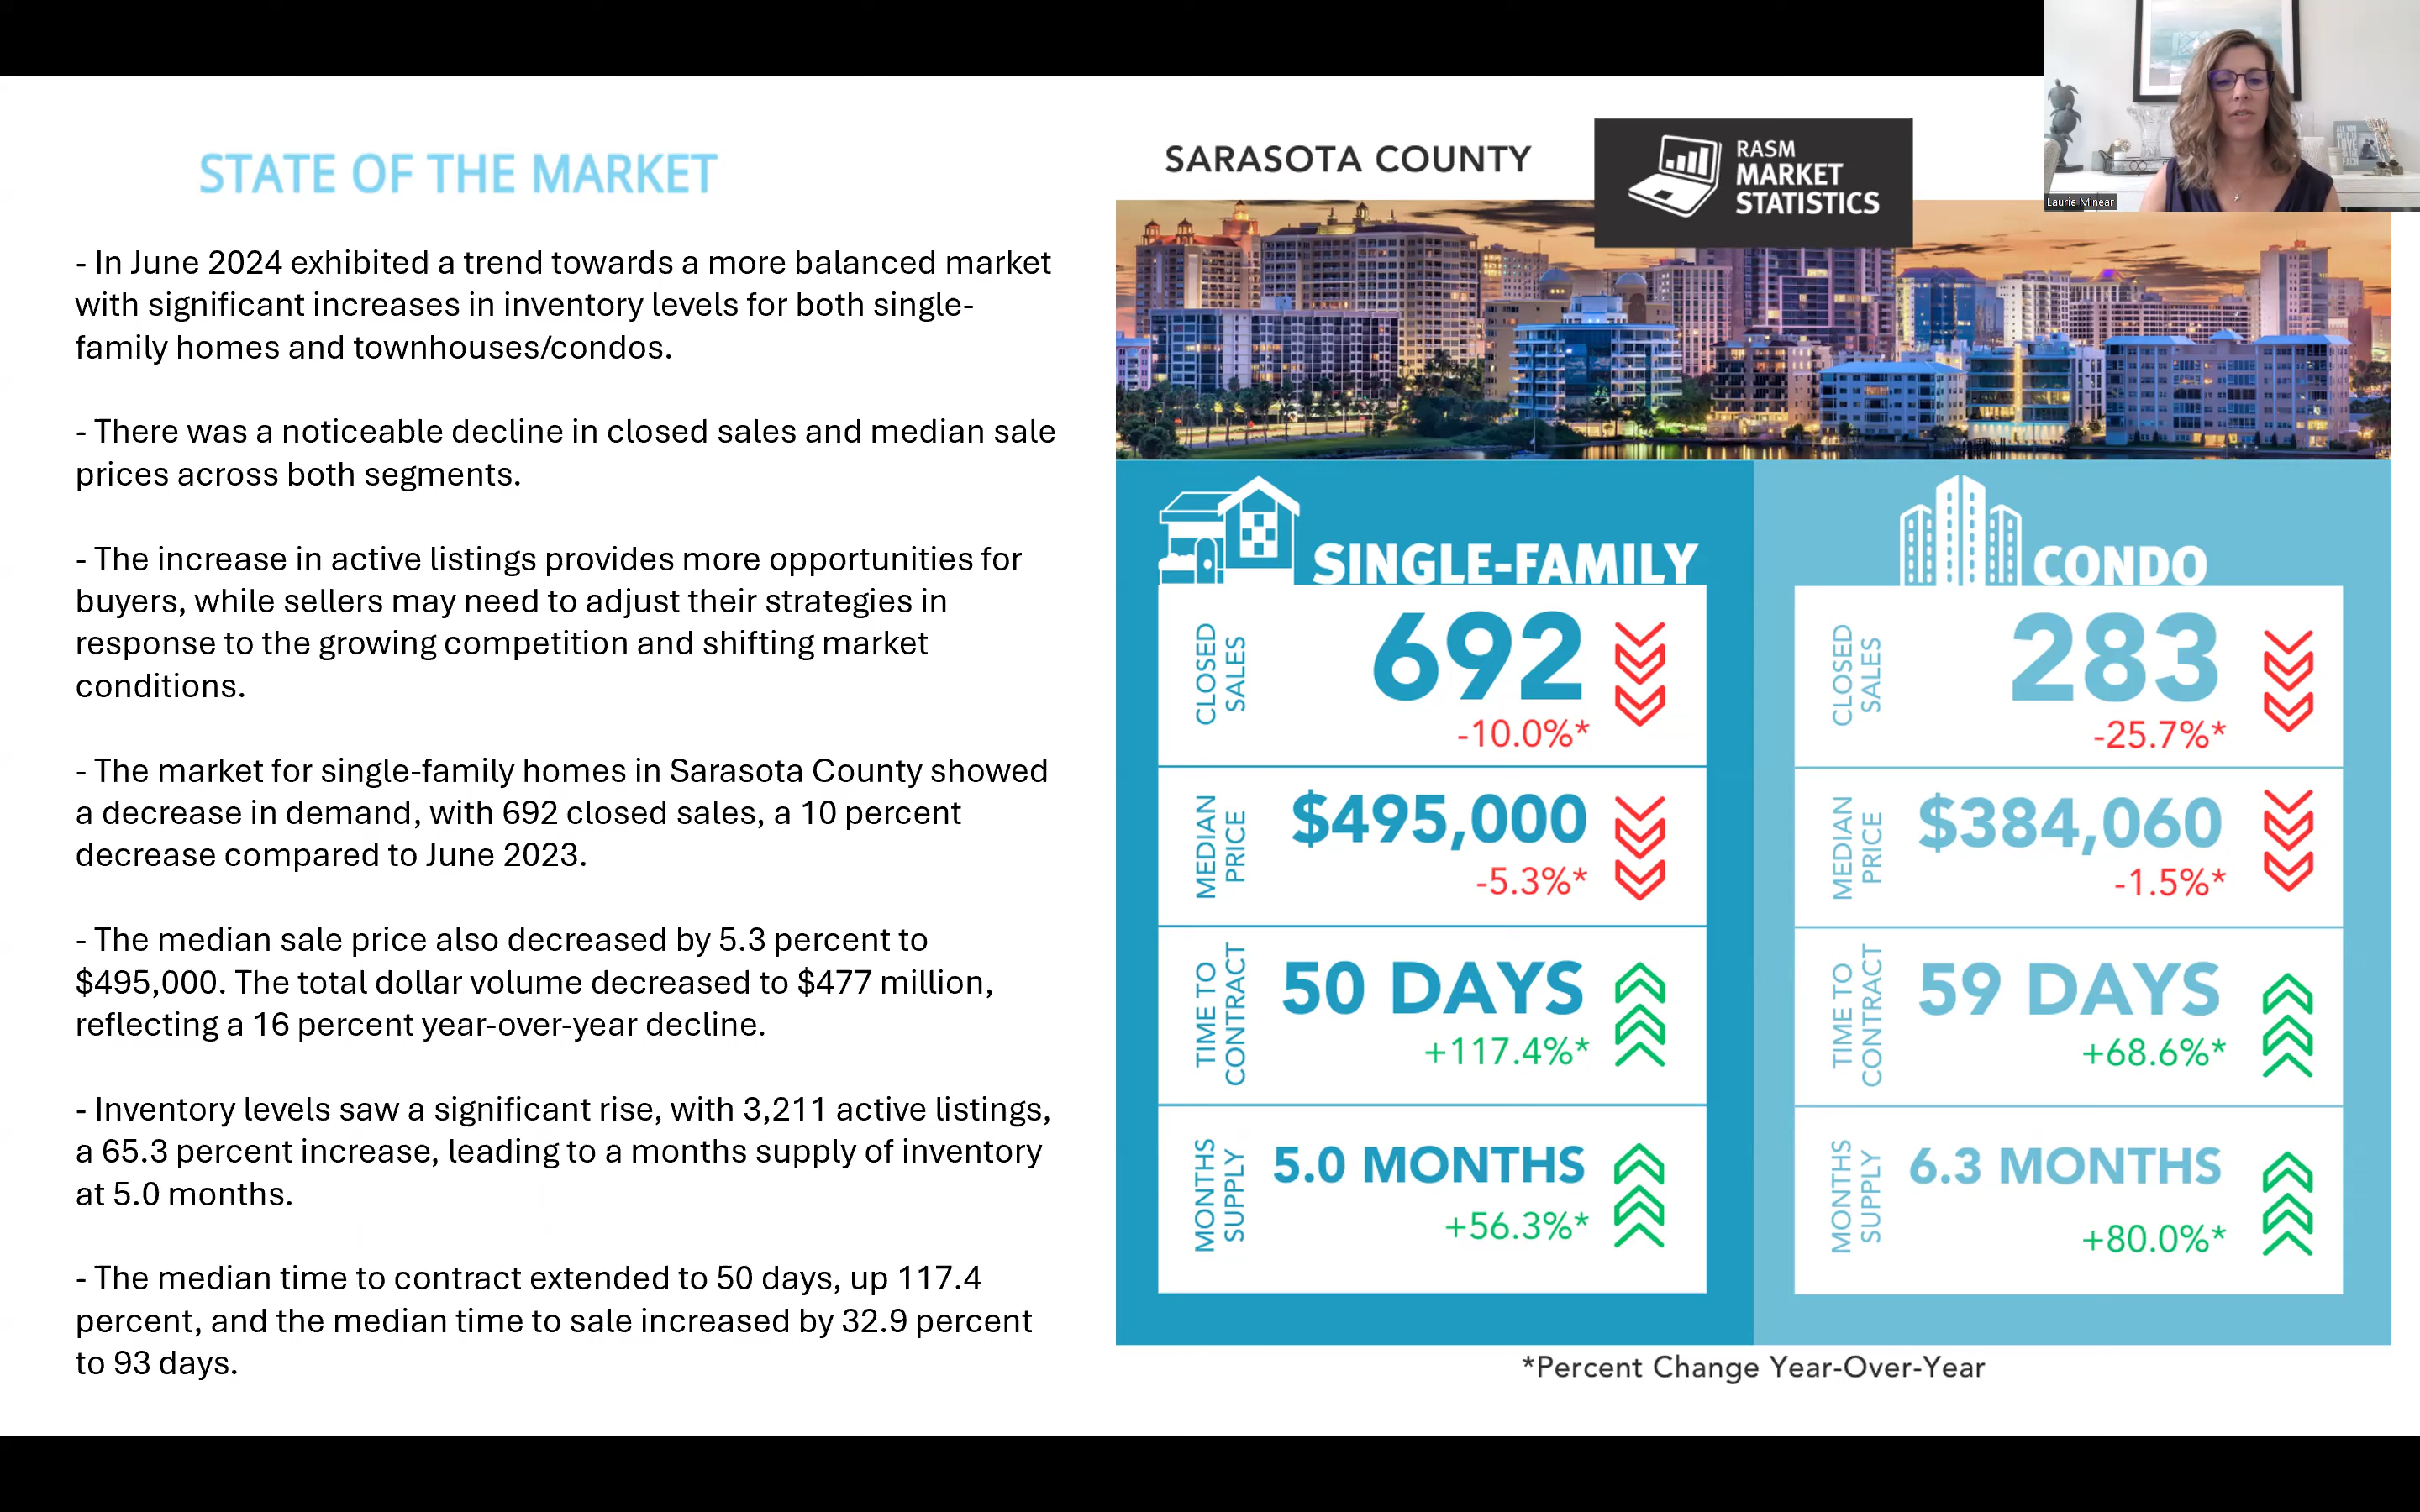 STATE OF THE MARKET
- In June 2024 exhibited a trend towards a more balanced market
with significant increases in inventory levels for both single-
family homes and townhouses/condos.
- There was a noticeable decline in closed sales and median sale
prices across both segments.
- The increase in active listings provides more opportunities for
buyers, while sellers may need to adjust their strategies in
response to the growing competition and shifting market
conditions.
- The market for single-family homes in Sarasota County showed
a decrease in demand, with 692 closed sales, a 10 percent
decrease compared to June 2023.
- The median sale price also decreased by 5.3 percent to
$495,000. The total dollar volume decreased to $477 million,
reflecting a 16 percent year-over-year decline.
- Inventory levels saw a significant rise, with 3,211 active listings,
a 65.3 percent increase, leading to a months supply of inventory
at 5.0 months.
- The median time to contract extended to 50 days, up 117.4
percent, and the median time to sale increased by 32.9 percent
to 93 days.
SARASOTA COUNTY
RASM
MARKET
STATISTICS
Laurie Minear
SINGLE-FAMILY
CLOSED
SALES
692
-10.0%*
MEDIAN
PRICE
$495,000
-5.3%*
TIME TO
CONTRACT
50 DAYS
+117.4%*
MONTHS
SUPPLY
5.0 MONTHS
+56.3%*
CONDO
CLOSED
SALES
283
-25.7%*
MEDIAN
PRICE
$384,060
-1.5%*
TIME TO
CONTRACT
59 DAYS
+68.6%*
MONTHS
SUPPLY
6.3 MONTHS
+80.0%*
*Percent Change Year-Over-Year